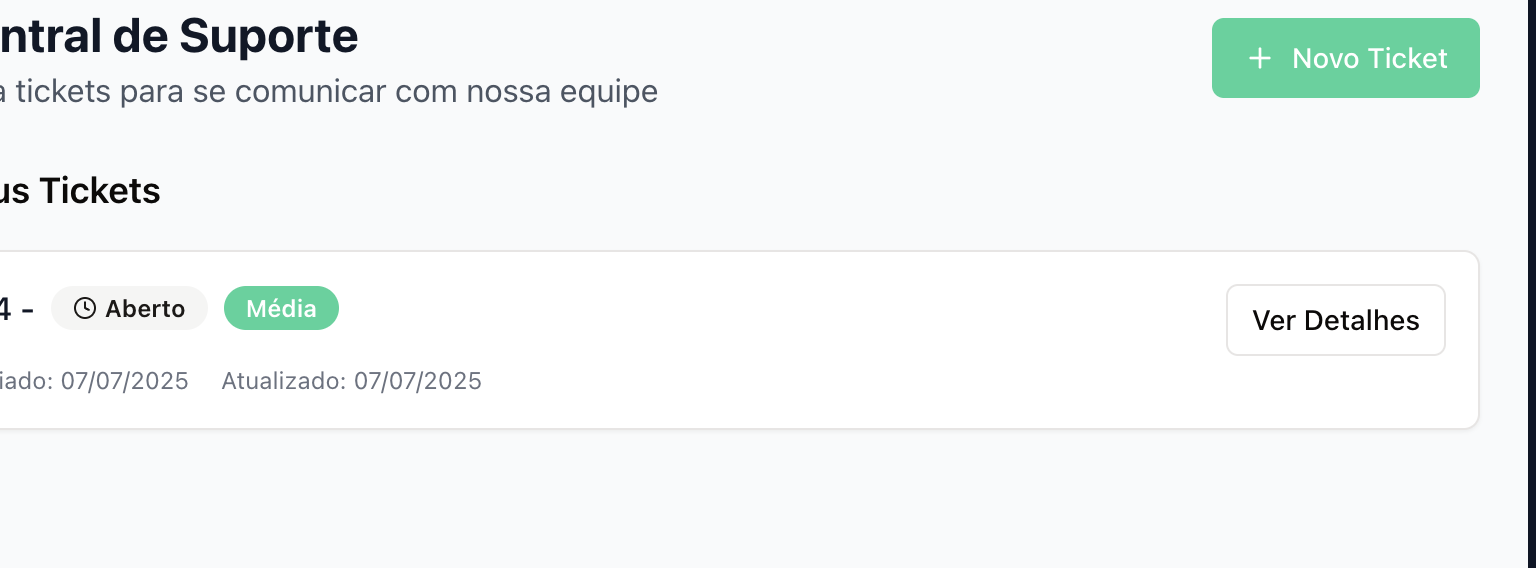 ntral de Suporte
+ Novo Ticket
a tickets para se comunicar com nossa equipe
us Tickets
4 - Aberto Média
Ver Detalhes
iado: 07/07/2025 Atualizado: 07/07/2025